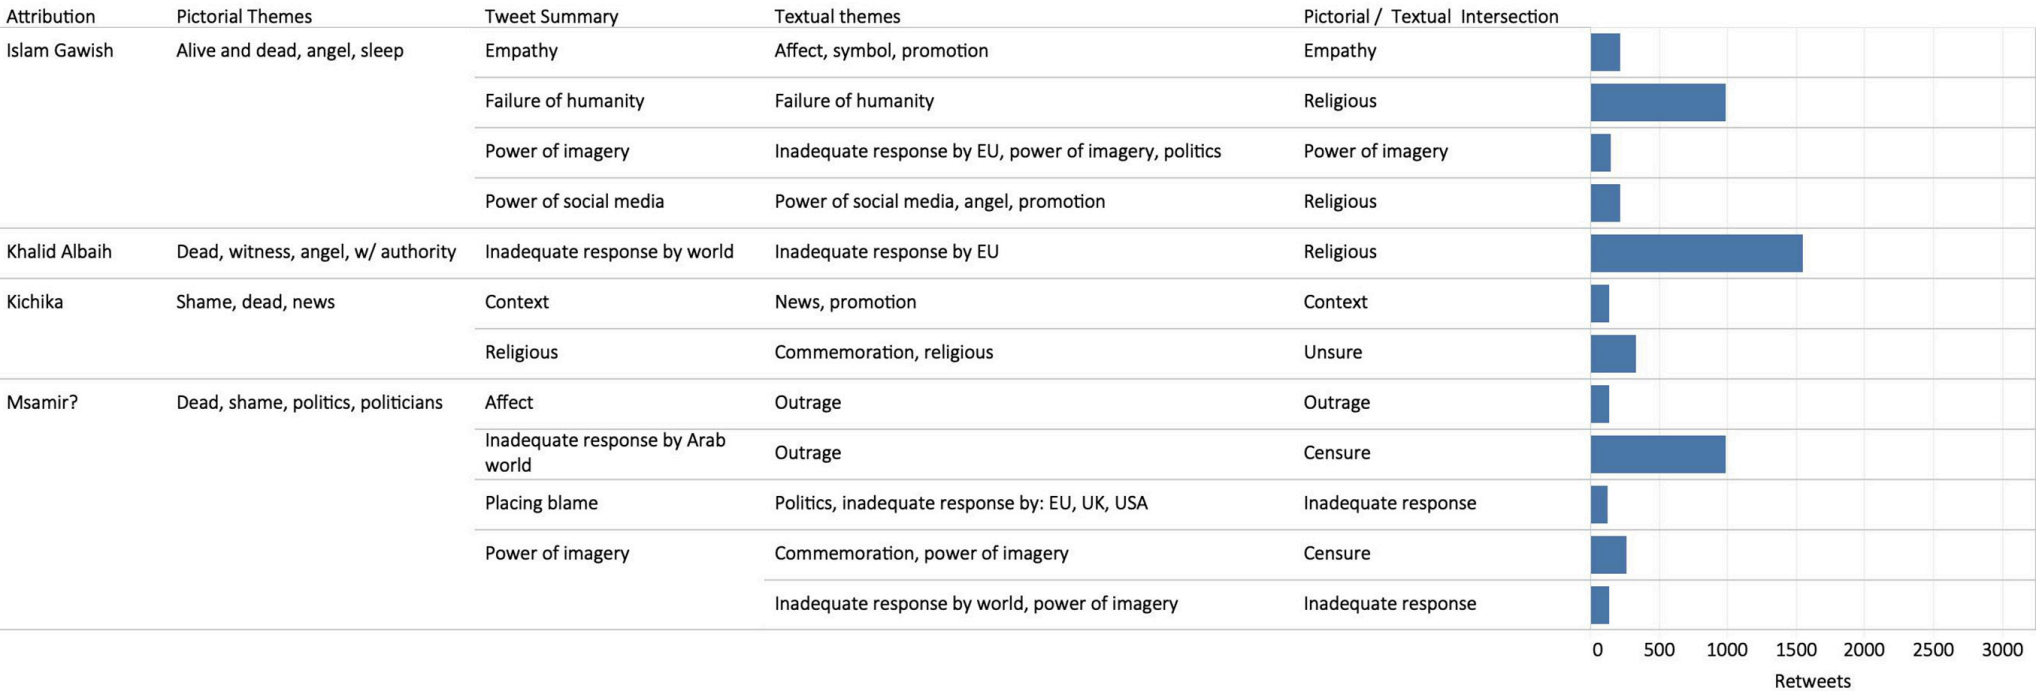 Attribution Pictorial Themes Tweet Summary Textual themes Pictorial / Textual Intersection
Islam Gawish Alive and dead, angel, sleep Empathy Affect, symbol, promotion Empathy
Failure of humanity Failure of humanity Religious
Power of imagery Inadequate response by EU, power of imagery, politics Power of imagery
Power of social media Power of social media, angel, promotion Religious
Khalid Albaih Dead, witness, angel, w/ authority Inadequate response by world Inadequate response by EU Religious
Kichika Shame, dead, news Context News, promotion Context
Religious Commemoration, religious Unsure
Msamir? Dead, shame, politics, politicians Affect Outrage Outrage
Inadequate response by Arab
world Outrage Censure
Placing blame Politics, inadequate response by: EU, UK, USA Inadequate response
Power of imagery Commemoration, power of imagery Censure
Inadequate response by world, power of imagery Inadequate response
0 500 1000 1500 2000 2500 3000
Retweets